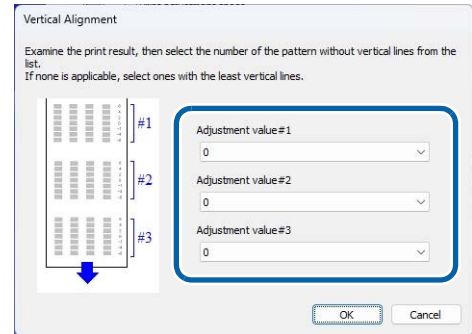 Vertical Alignment
Examine the print result, then select the number of the pattern without vertical lines from the
list.
If none is applicable, select ones with the least vertical lines.
#1
Adjustment value#1
0
#2
Adjustment value#2
0
#3
Adjustment value#3
0
OK
Cancel